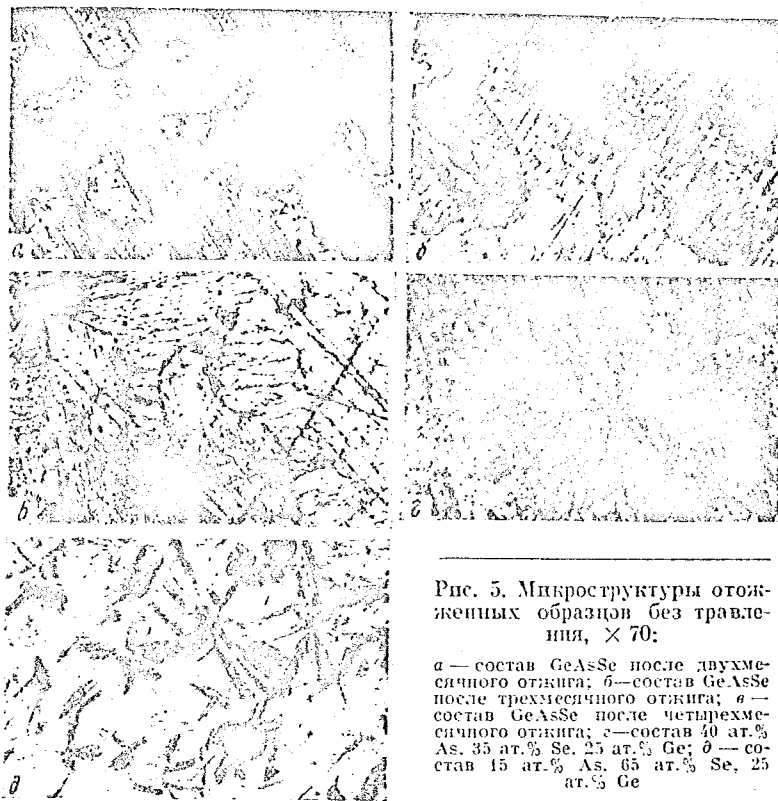 а
б
в
г
д
Рис. 5. Микроструктуры отож-
женных образцов без травле-
ния, × 70:
а — состав GeAsSe после двухме-
сячного отжига; б—состав GeAsSe
после трехмесячного отжига; в —
состав GeAsSe после четырехме-
сячного отжига; г—состав 40 ат.%
As. 35 ат.% Se. 25 ат.% Ge; д — со-
став 15 ат.% As. 65 ат.% Se, 25
ат.% Ge